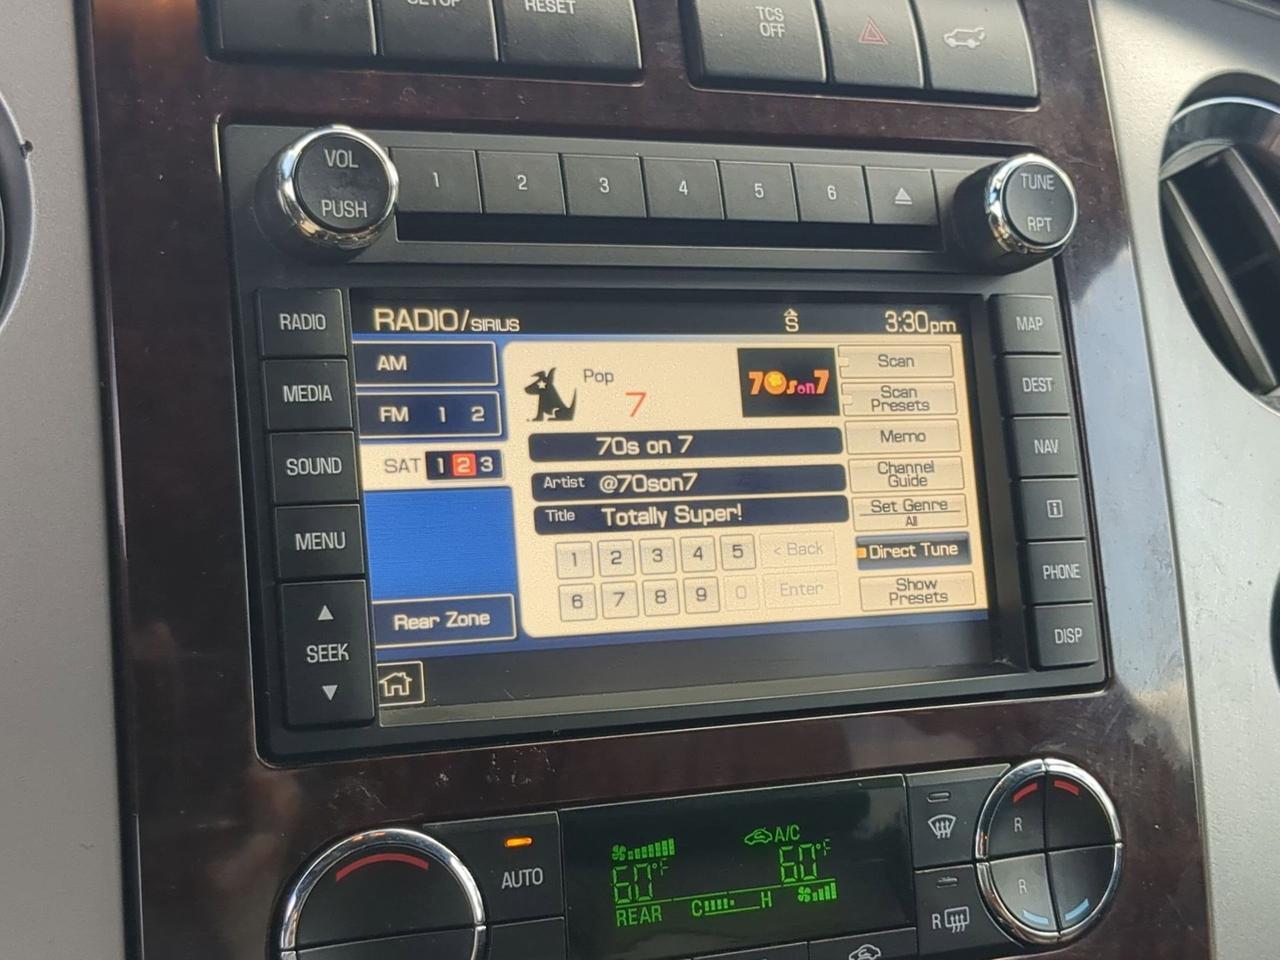 SETUP
RESET
TCS
OFF
VOL
PUSH
1
2
3
4
5
6
TUNE
RPT
RADIO
MEDIA
SOUND
MENU
SEEK
RADIO/SIRIUS
S
3:30pm
AM
FM 1 2
SAT 1 2 3
Rear Zone
Pop
7
70son7
70s on 7
Artist @70son7
Title Totally Super!
1 2 3 4 5 < Back
6 7 8 9 0 Enter
Scan
Scan
Presets
Memo
Channel
Guide
Set Genre
All
Direct Tune
Show
Presets
MAP
DEST
NAV
i
PHONE
DISP
AUTO
A/C
60°F
60°F
REAR
C H
R
R
R